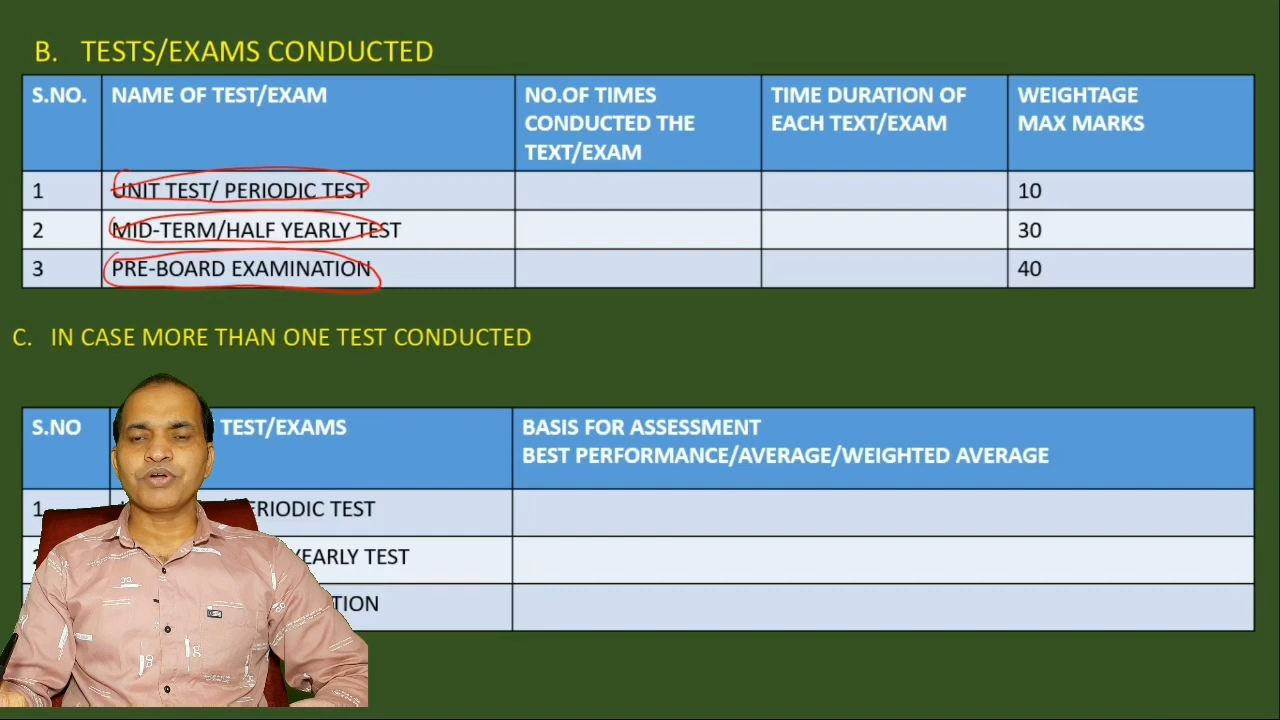 B. TESTS/EXAMS CONDUCTED
S.NO. NAME OF TEST/EXAM NO.OF TIMES CONDUCTED THE TEXT/EXAM TIME DURATION OF EACH TEXT/EXAM WEIGHTAGE MAX MARKS
1 UNIT TEST/ PERIODIC TEST 10
2 MID-TERM/HALF YEARLY TEST 30
3 PRE-BOARD EXAMINATION 40
C. IN CASE MORE THAN ONE TEST CONDUCTED
S.NO TEST/EXAMS BASIS FOR ASSESSMENT
BEST PERFORMANCE/AVERAGE/WEIGHTED AVERAGE
1 TEST
TEST